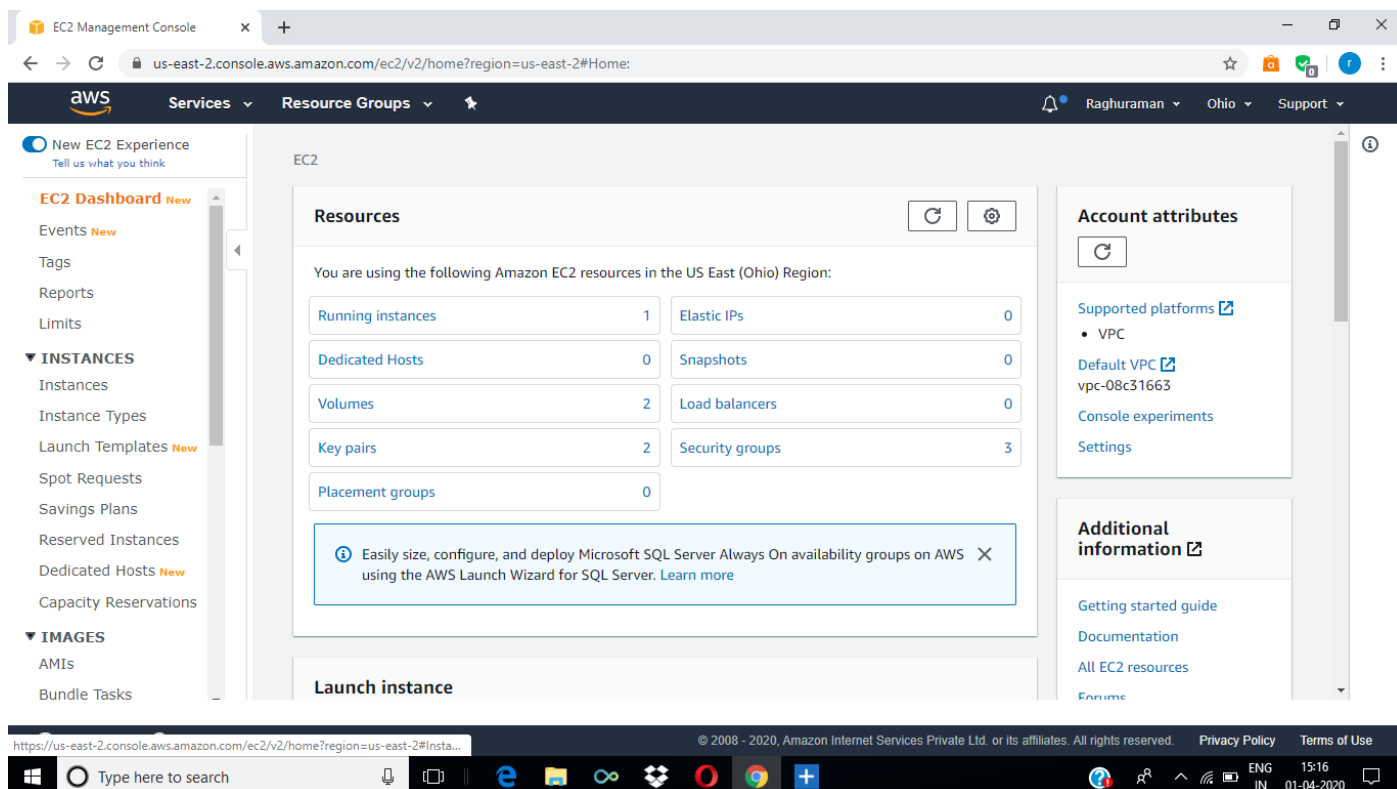 EC2 Management Console
us-east-2.console.aws.amazon.com/ec2/v2/home?region=us-east-2#Home:
a
0
r
aws
Services
Resource Groups
Raghuraman
Ohio
Support
New EC2 Experience
Tell us what you think
EC2 Dashboard New
Events New
Tags
Reports
Limits
INSTANCES
Instances
Instance Types
Launch Templates New
Spot Requests
Savings Plans
Reserved Instances
Dedicated Hosts New
Capacity Reservations
IMAGES
AMIs
Bundle Tasks
EC2
Resources
You are using the following Amazon EC2 resources in the US East (Ohio) Region:
Running instances 1
Elastic IPs 0
Dedicated Hosts 0
Snapshots 0
Volumes 2
Load balancers 0
Key pairs 2
Security groups 3
Placement groups 0
Easily size, configure, and deploy Microsoft SQL Server Always On availability groups on AWS
using the AWS Launch Wizard for SQL Server. Learn more
Launch instance
Account attributes
Supported platforms
• VPC
Default VPC
vpc-08c31663
Console experiments
Settings
Additional
information
Getting started guide
Documentation
All EC2 resources
Forums
https://us-east-2.console.aws.amazon.com/ec2/v2/home?region=us-east-2#Insta...
© 2008 - 2020, Amazon Internet Services Private Ltd. or its affiliates. All rights reserved.
Privacy Policy
Terms of Use
Type here to search
ENG
IN
15:16
01-04-2020